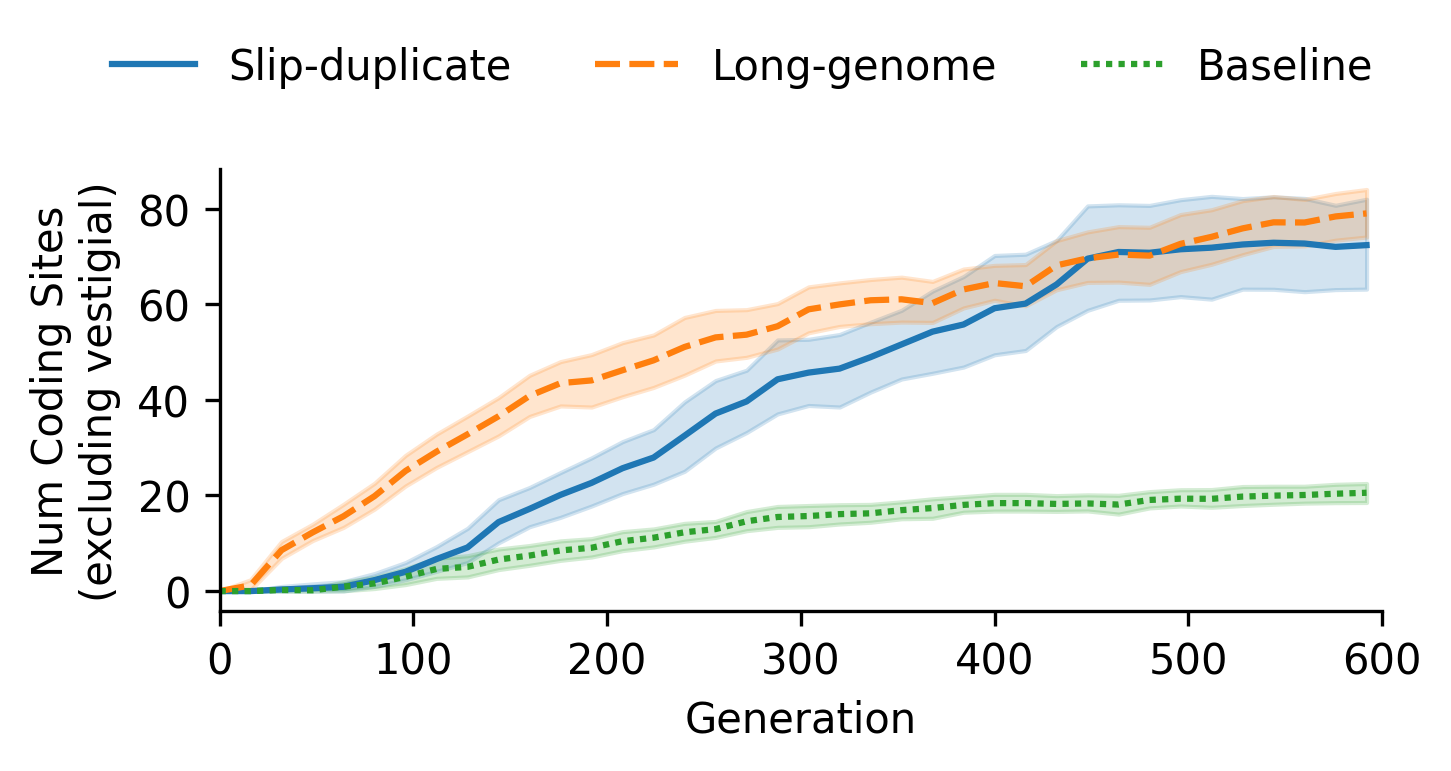 Slip-duplicate Long-genome Baseline
Num Coding Sites
(excluding vestigial)
80
60
40
20
0
0 100 200 300 400 500 600
Generation